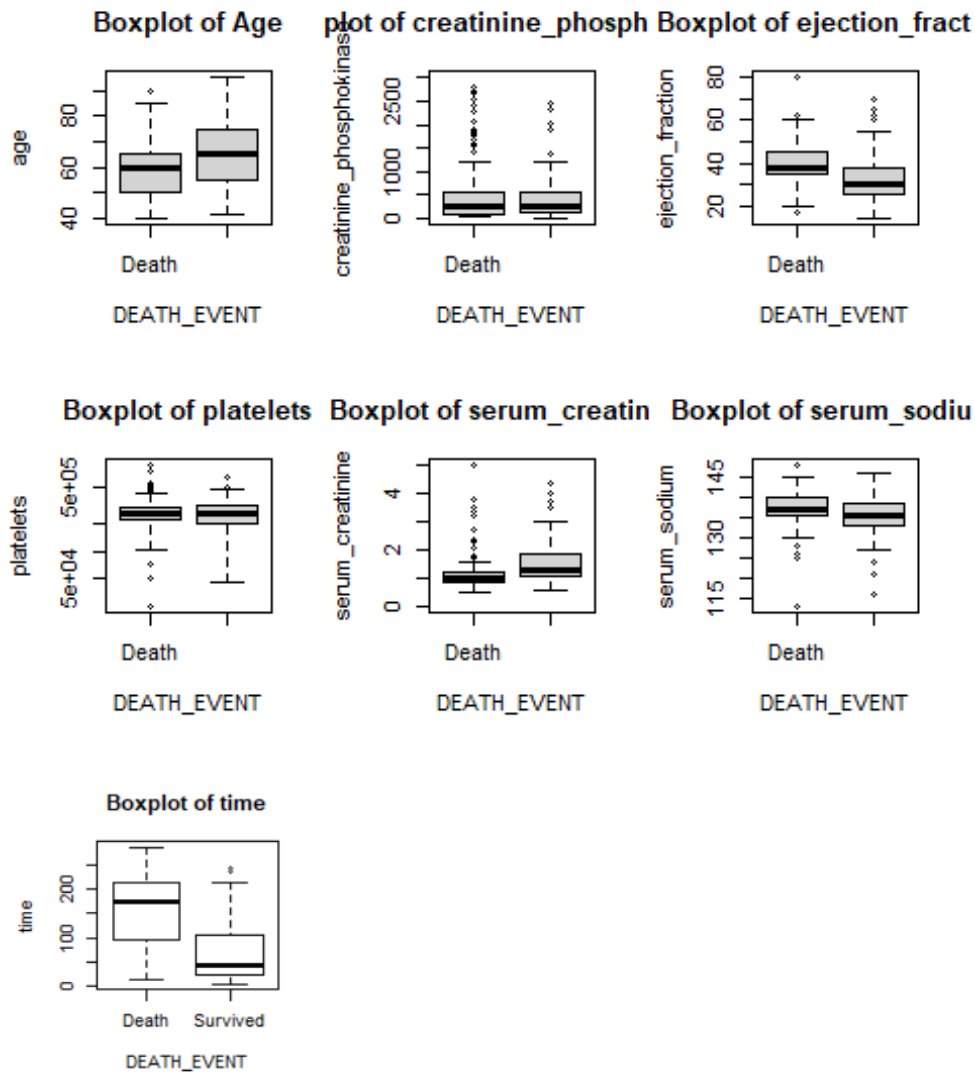 Boxplot of Age
age
40 60 80
Death
DEATH_EVENT
plot of creatinine_phosph
creatinine_phosphokinase
0 1000 2500
Death
DEATH_EVENT
Boxplot of ejection_fract
ejection_fraction
20 40 60 80
Death
DEATH_EVENT
Boxplot of platelets
platelets
5e+04 5e+05
Death
DEATH_EVENT
Boxplot of serum_creatin
serum_creatinine
0 2 4
Death
DEATH_EVENT
Boxplot of serum_sodiu
serum_sodium
115 130 145
Death
DEATH_EVENT
Boxplot of time
time
0 100 200
Death Survived
DEATH_EVENT